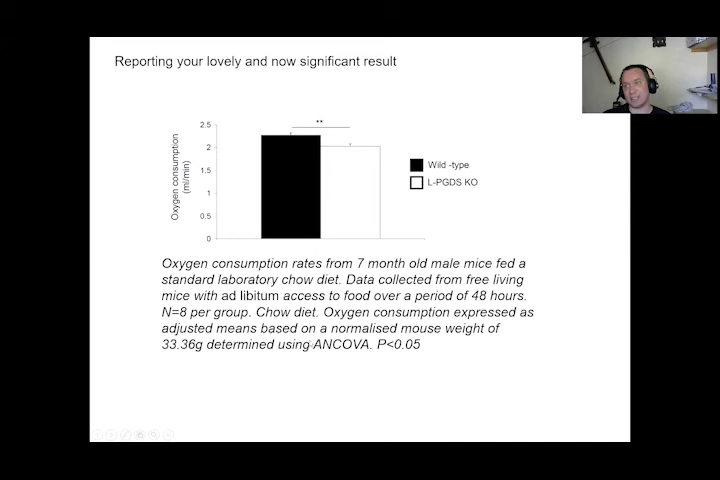 Reporting your lovely and now significant result
**
2.5
2
1.5
1
0.5
0
Oxygen consumption
(ml/min)
Wild -type
L-PGDS KO
Oxygen consumption rates from 7 month old male mice fed a
standard laboratory chow diet. Data collected from free living
mice with ad libitum access to food over a period of 48 hours.
N=8 per group. Chow diet. Oxygen consumption expressed as
adjusted means based on a normalised mouse weight of
33.36g determined using ANCOVA. P<0.05